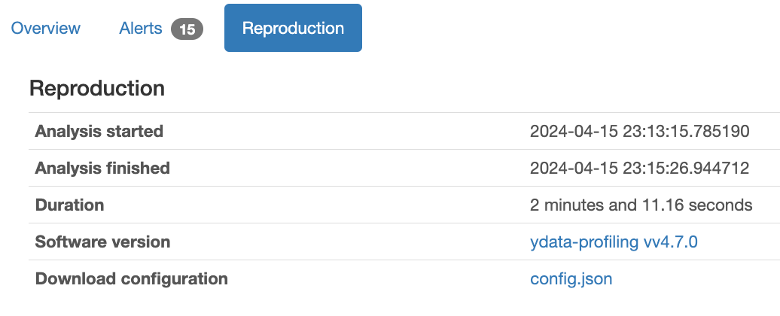 Overview Alerts 15 Reproduction
Reproduction
Analysis started 2024-04-15 23:13:15.785190
Analysis finished 2024-04-15 23:15:26.944712
Duration 2 minutes and 11.16 seconds
Software version ydata-profiling vv4.7.0
Download configuration config.json